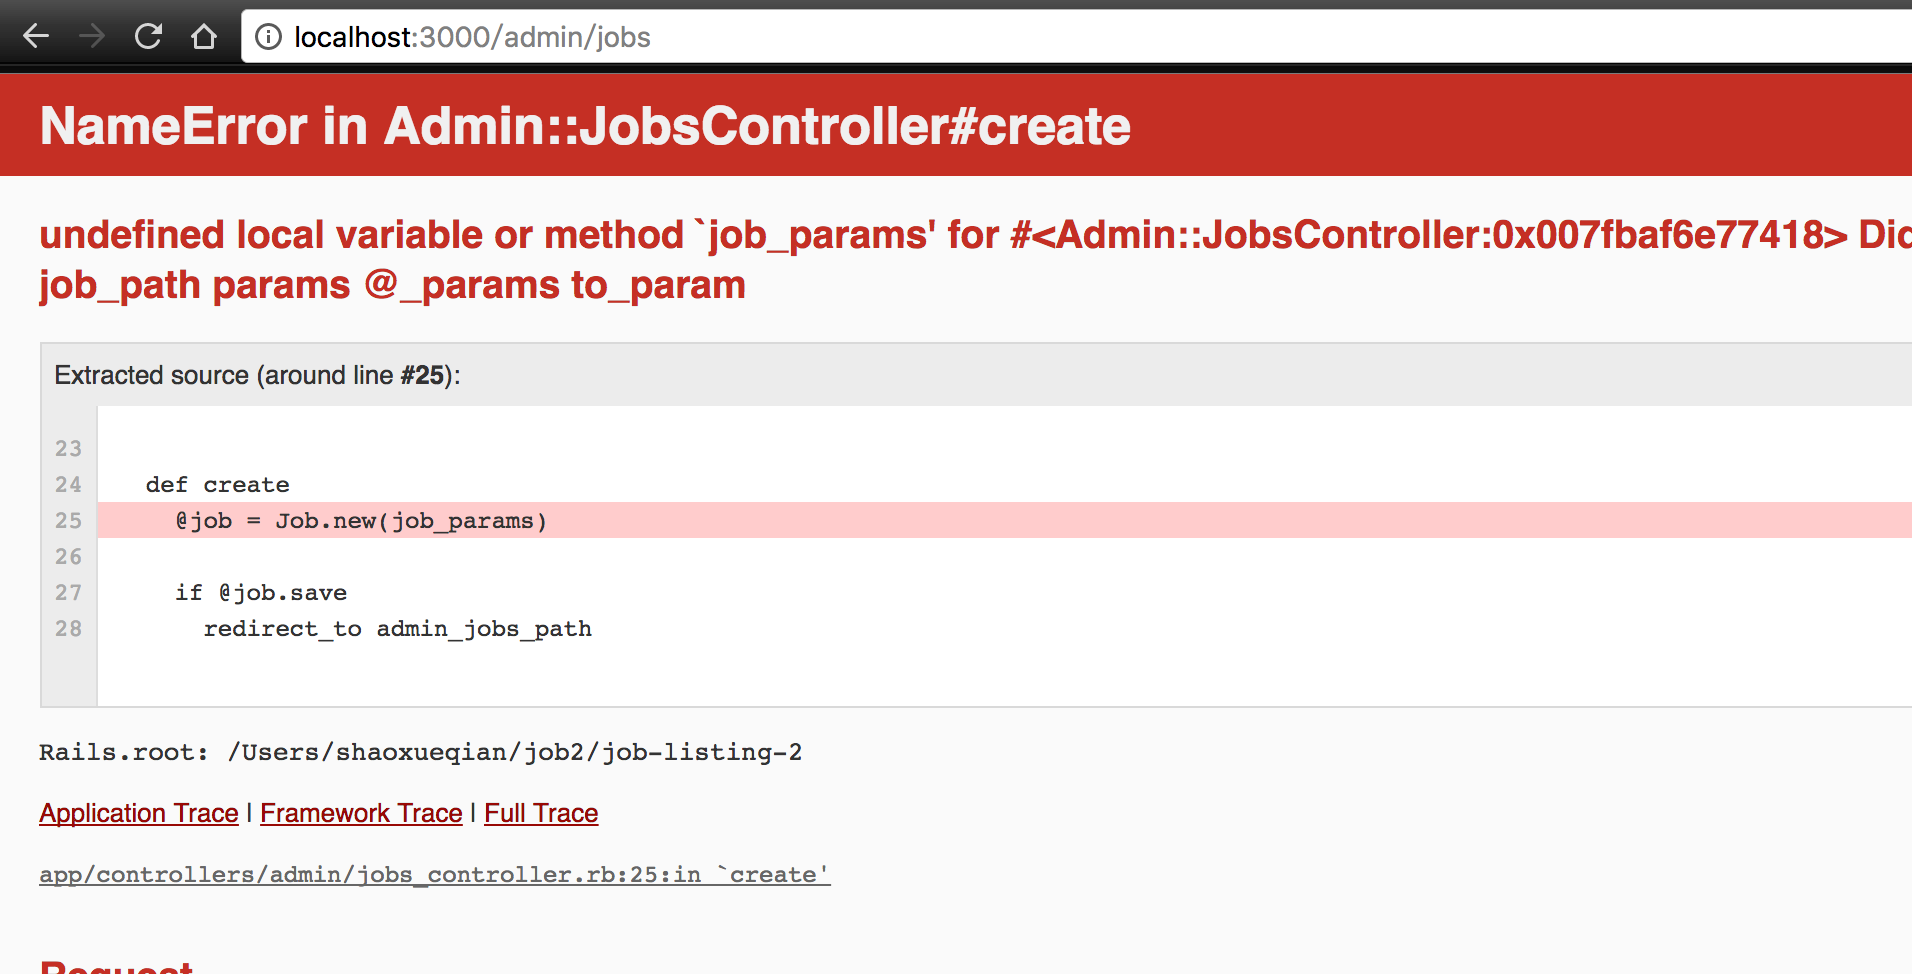 localhost:3000/admin/jobs
NameError in Admin::JobsController#create
undefined local variable or method `job_params' for #<Admin::JobsController:0x007fbaf6e77418>
job_path params @_params to_param
Extracted source (around line #25):
23
24 def create
25 @job = Job.new(job_params)
26
27 if @job.save
28 redirect_to admin_jobs_path
Rails.root: /Users/shaoxueqian/job2/job-listing-2
Application Trace | Framework Trace | Full Trace
app/controllers/admin/jobs_controller.rb:25:in `create'
Request